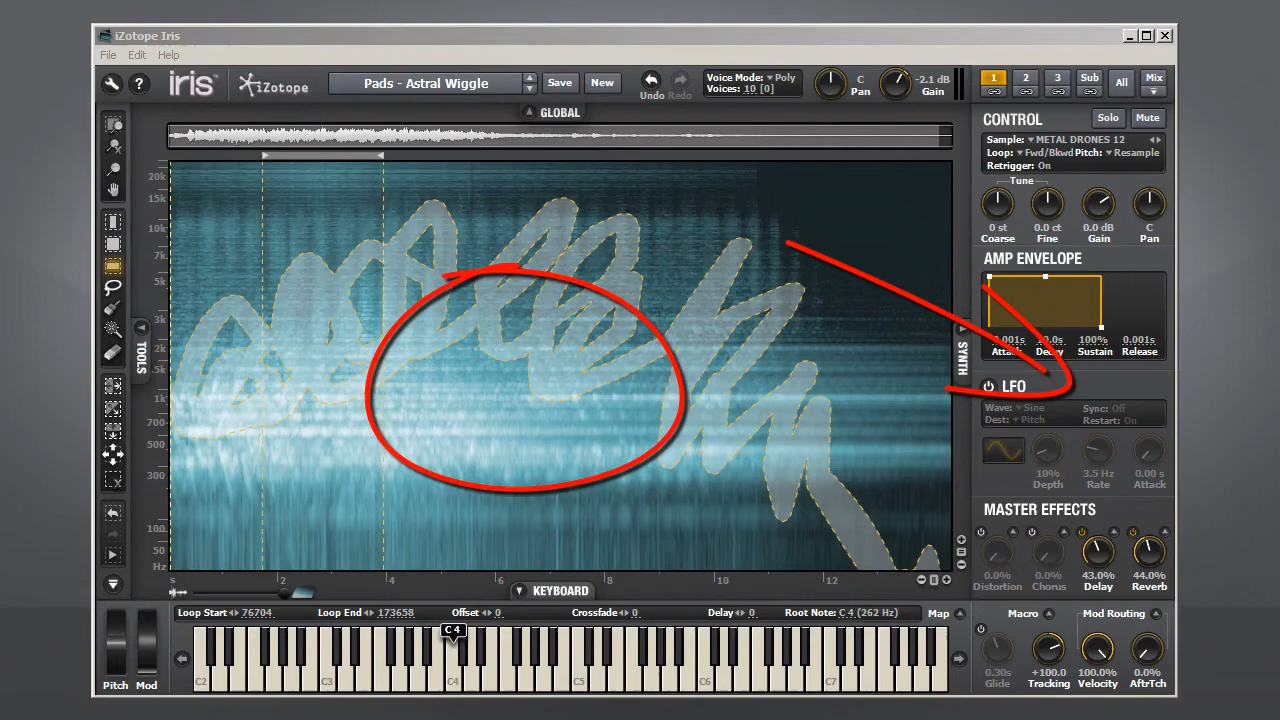 iZotope Iris
File Edit Help
? iris iZotope Pads - Astral Wiggle Save New Undo Redo Voice Mode: Poly Voices: 10 [0] C Pan -2.1 dB Gain 1 2 3 Sub All Mix
GLOBAL
CONTROL Solo Mute
Sample: METAL DRONES 12
Loop: Fwd/Bkwd Pitch: Resample
Retrigger: On
Tune
0 st 0.0 ct 0.0 dB C
Coarse Fine Gain Pan
AMP ENVELOPE
100% 0.001s
Sustain Release
LFO
Wave: Sine Sync: Off
Dest: Pitch Restart: On
10% 3.5 Hz 0.00 s
Depth Rate Attack
MASTER EFFECTS
0.0% 0.0% 43.0% 44.0%
Distortion Chorus Delay Reverb
TOOLS
SYNTH
20k
15k
10k
7k
5k
3k
2k
1k
700
500
300
100
50
Hz
s 2 4 6 8 10 12
KEYBOARD
Loop Start 76704 Loop End 173658 Offset 0 Crossfade 0 Delay 0 Root Note: C 4 (262 Hz) Map
C 4
C2 C3 C4 C5 C6 C7
Pitch Mod
Macro Mod Routing
0.30s +100.0 100.0% 0.0%
Glide Tracking Velocity AftrTch